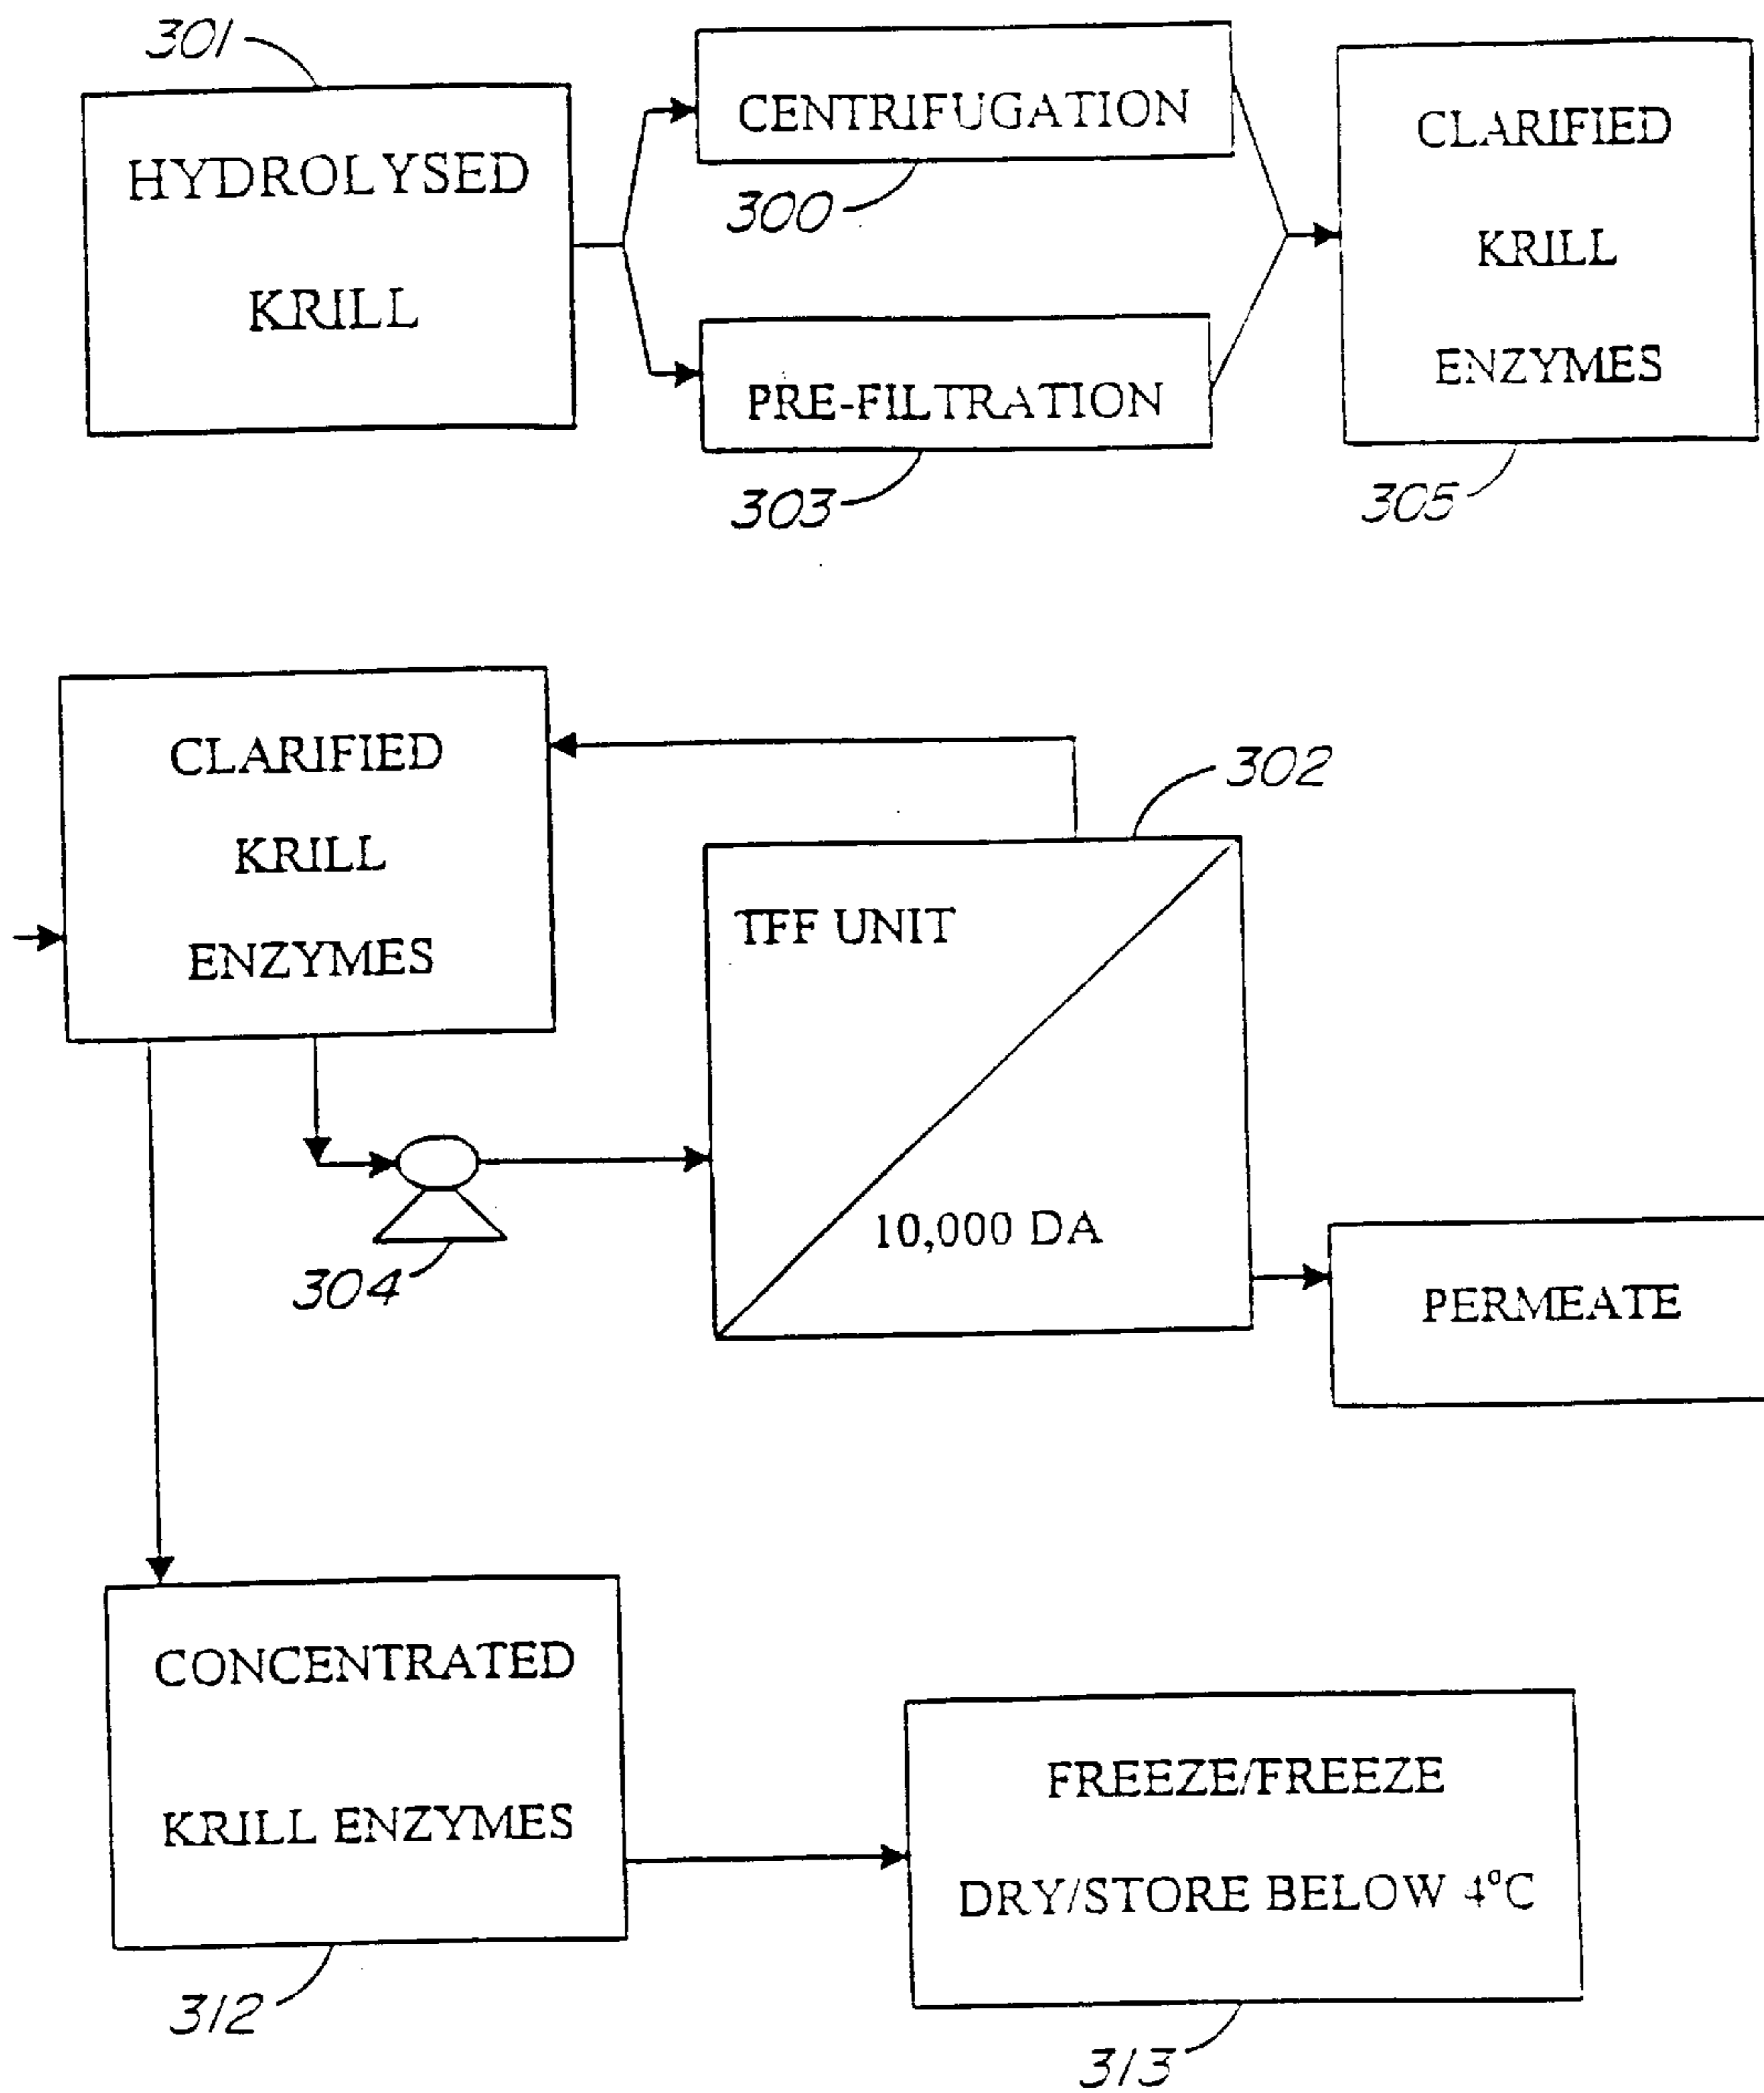 301
HYDROLYSED
KRILL
CENTRIFUGATION
300
PRE-FILTRATION
303
CLARIFIED
KRILL
ENZYMES
305
CLARIFIED
KRILL
ENZYMES
302
TFF UNIT
10,000 DA
304
PERMEATE
CONCENTRATED
KRILL ENZYMES
312
FREEZE/FREEZE
DRY/STORE BELOW 4°C
313